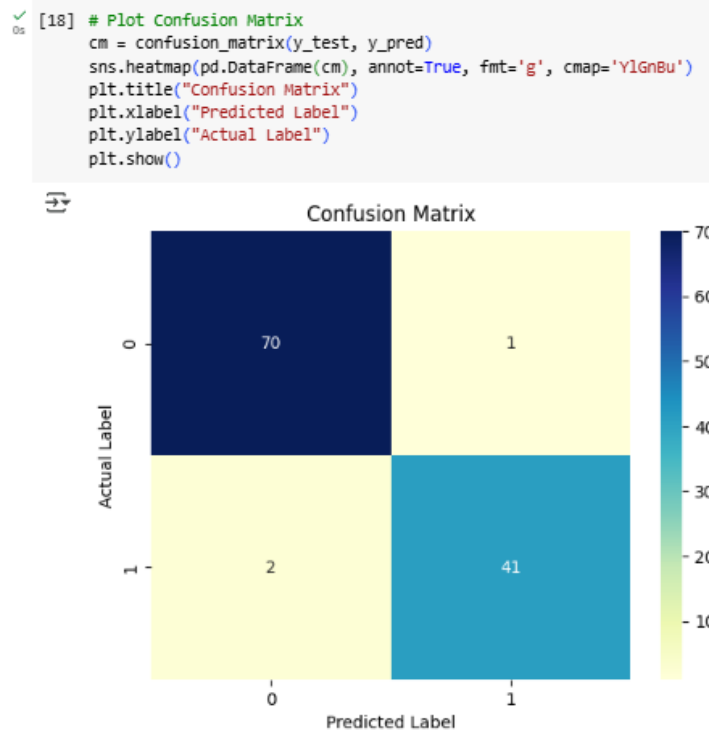 [18] # Plot Confusion Matrix
0s
cm = confusion_matrix(y_test, y_pred)
sns.heatmap(pd.DataFrame(cm), annot=True, fmt='g', cmap='YlGnBu')
plt.title("Confusion Matrix")
plt.xlabel("Predicted Label")
plt.ylabel("Actual Label")
plt.show()
Confusion Matrix
70
60
50
40
30
20
10
Actual Label
0
70
1
1
2
41
0
1
Predicted Label